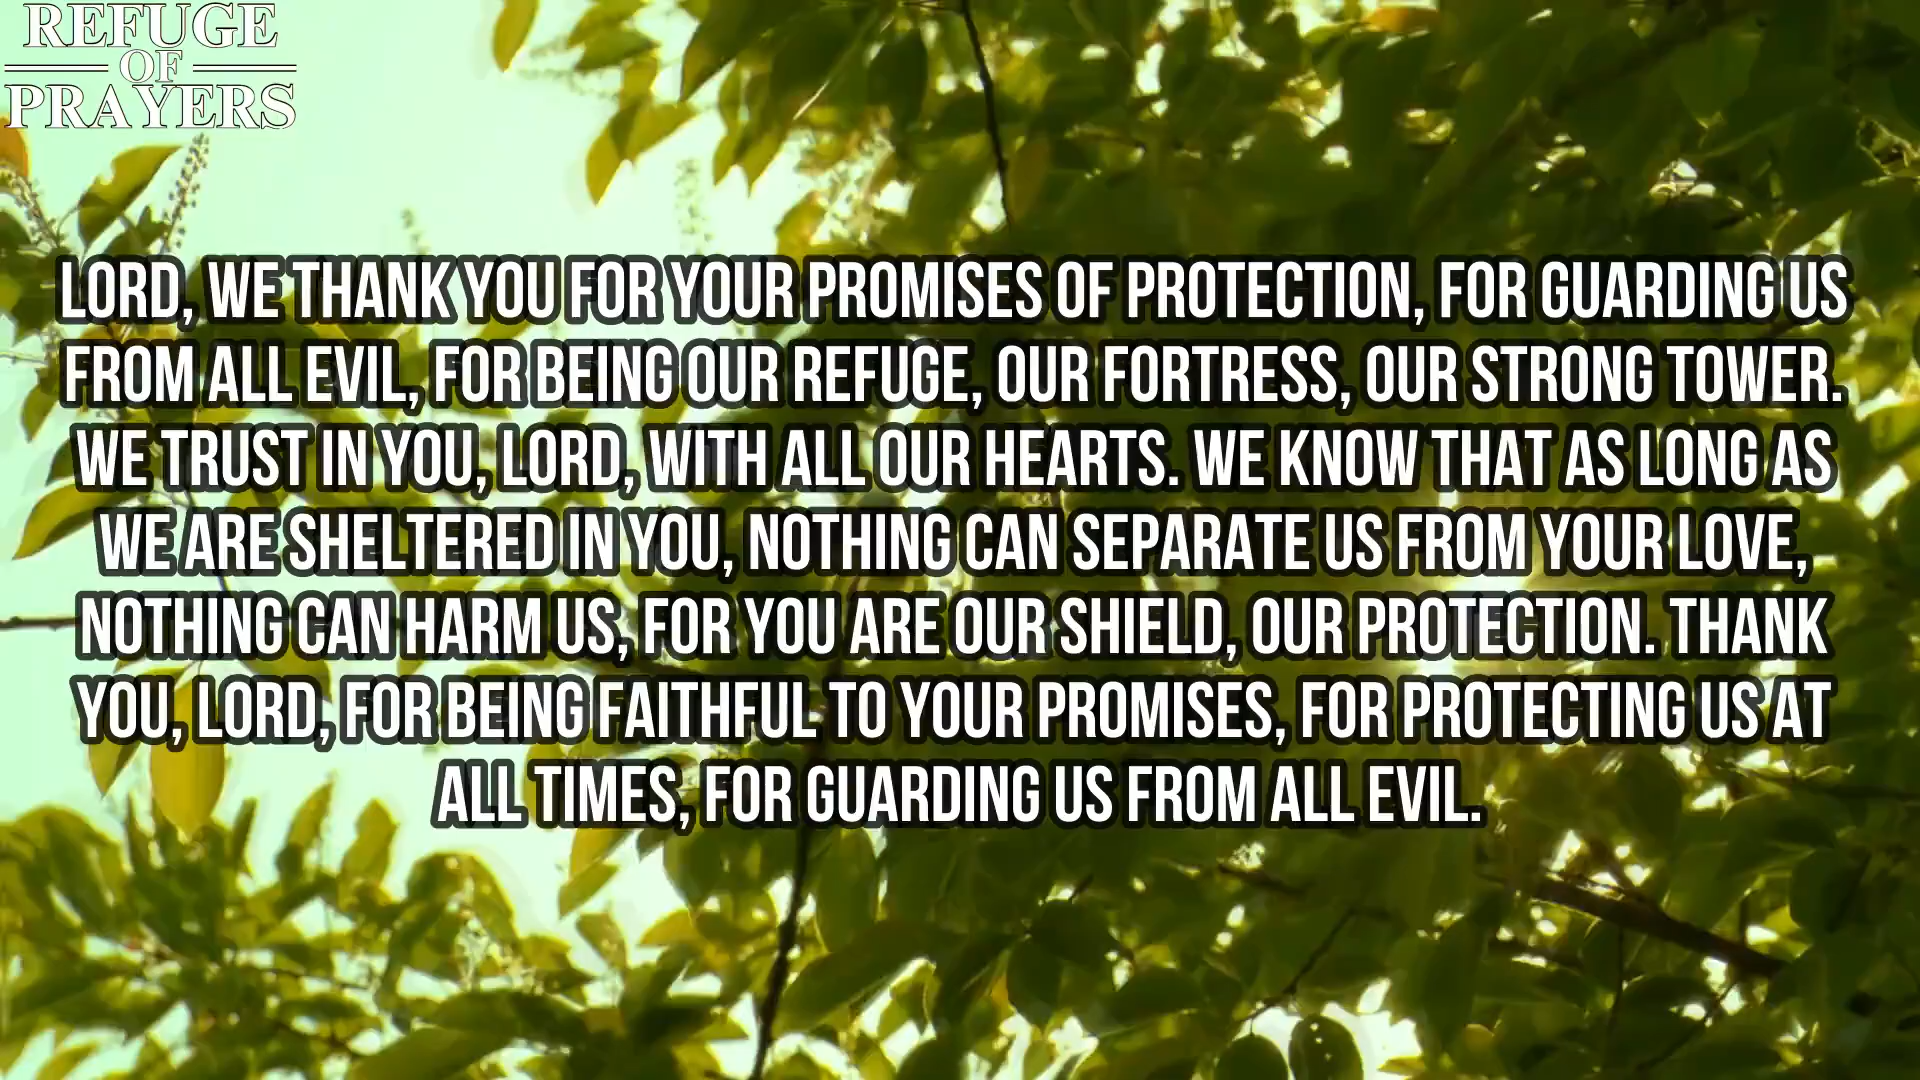 REFUGE
OF
PRAYERS
LORD, WE THANK YOU FOR YOUR PROMISES OF PROTECTION, FOR GUARDING US
FROM ALL EVIL, FOR BEING OUR REFUGE, OUR FORTRESS, OUR STRONG TOWER.
WE TRUST IN YOU, LORD, WITH ALL OUR HEARTS. WE KNOW THAT AS LONG AS
WE ARE SHELTERED IN YOU, NOTHING CAN SEPARATE US FROM YOUR LOVE,
NOTHING CAN HARM US, FOR YOU ARE OUR SHIELD, OUR PROTECTION. THANK
YOU, LORD, FOR BEING FAITHFUL TO YOUR PROMISES, FOR PROTECTING US AT
ALL TIMES, FOR GUARDING US FROM ALL EVIL.